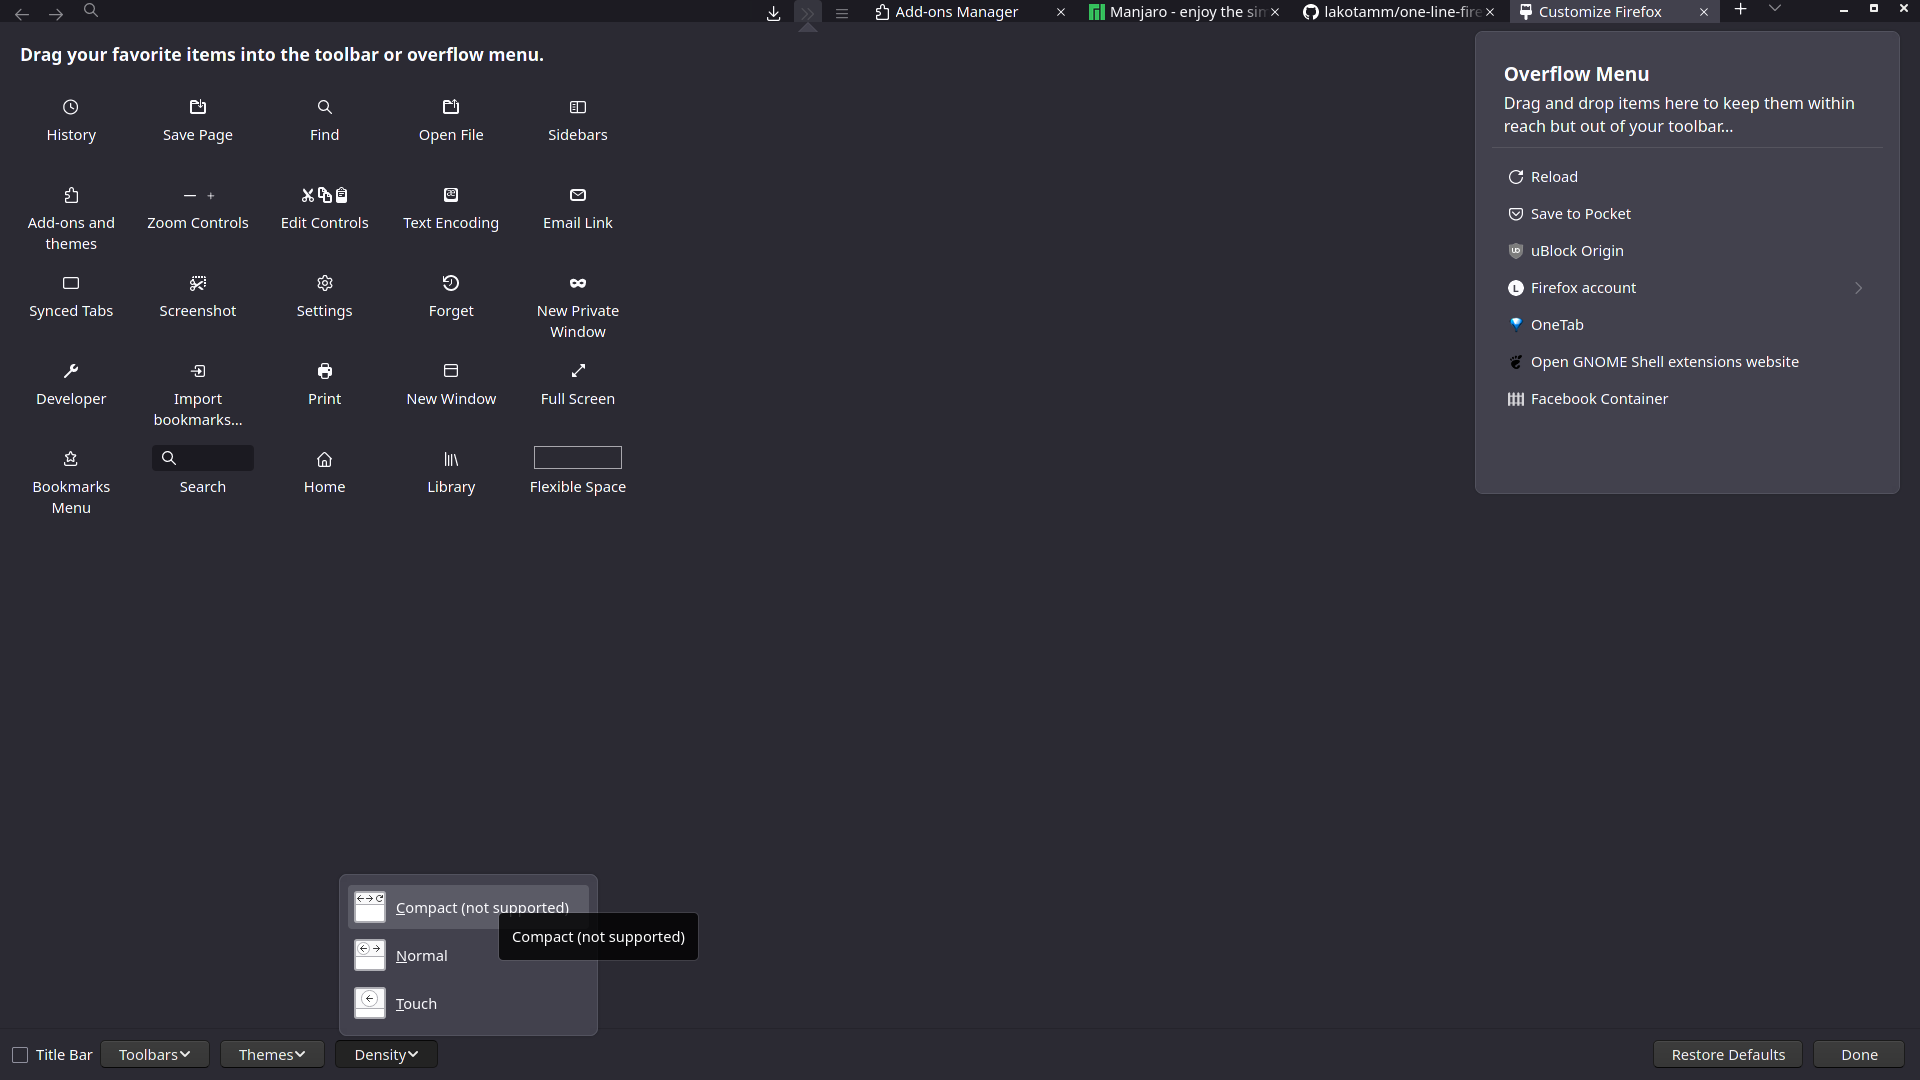 Add-ons Manager
Manjaro - enjoy the sim
lakotamm/one-line-fire
Customize Firefox
Drag your favorite items into the toolbar or overflow menu.
History
Save Page
Find
Open File
Sidebars
Add-ons and
themes
Zoom Controls
Edit Controls
Text Encoding
Email Link
Synced Tabs
Screenshot
Settings
Forget
New Private
Window
Developer
Import
bookmarks...
Print
New Window
Full Screen
Bookmarks
Menu
Search
Home
Library
Flexible Space
Overflow Menu
Drag and drop items here to keep them within
reach but out of your toolbar...
Reload
Save to Pocket
uBlock Origin
L
Firefox account
OneTab
Open GNOME Shell extensions website
Facebook Container
Compact (not supported)
Compact (not supported)
Normal
Touch
Title Bar
Toolbars
Themes
Density
Restore Defaults
Done